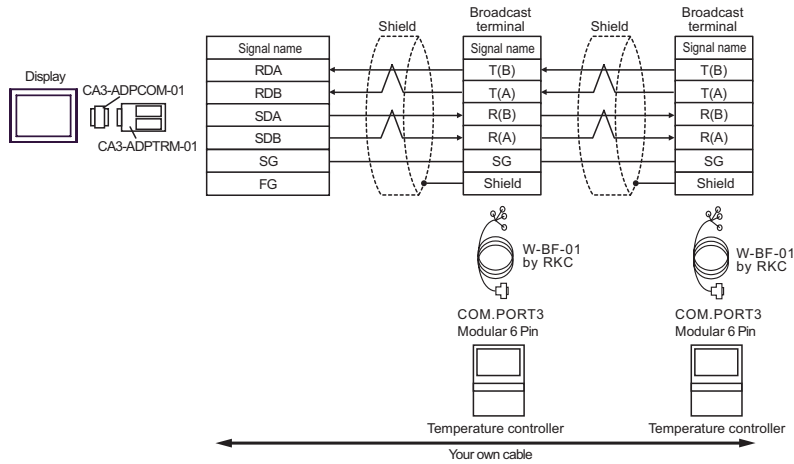 Display
CA3-ADPCOM-01
CA3-ADPTRM-01
Signal name
RDA
RDB
SDA
SDB
SG
FG
Shield
Broadcast
terminal
Signal name
T(B)
T(A)
R(B)
R(A)
SG
Shield
Shield
Broadcast
terminal
Signal name
T(B)
T(A)
R(B)
R(A)
SG
Shield
W-BF-01
by RKC
COM.PORT3
Modular 6 Pin
Temperature controller
W-BF-01
by RKC
COM.PORT3
Modular 6 Pin
Temperature controller
Your own cable